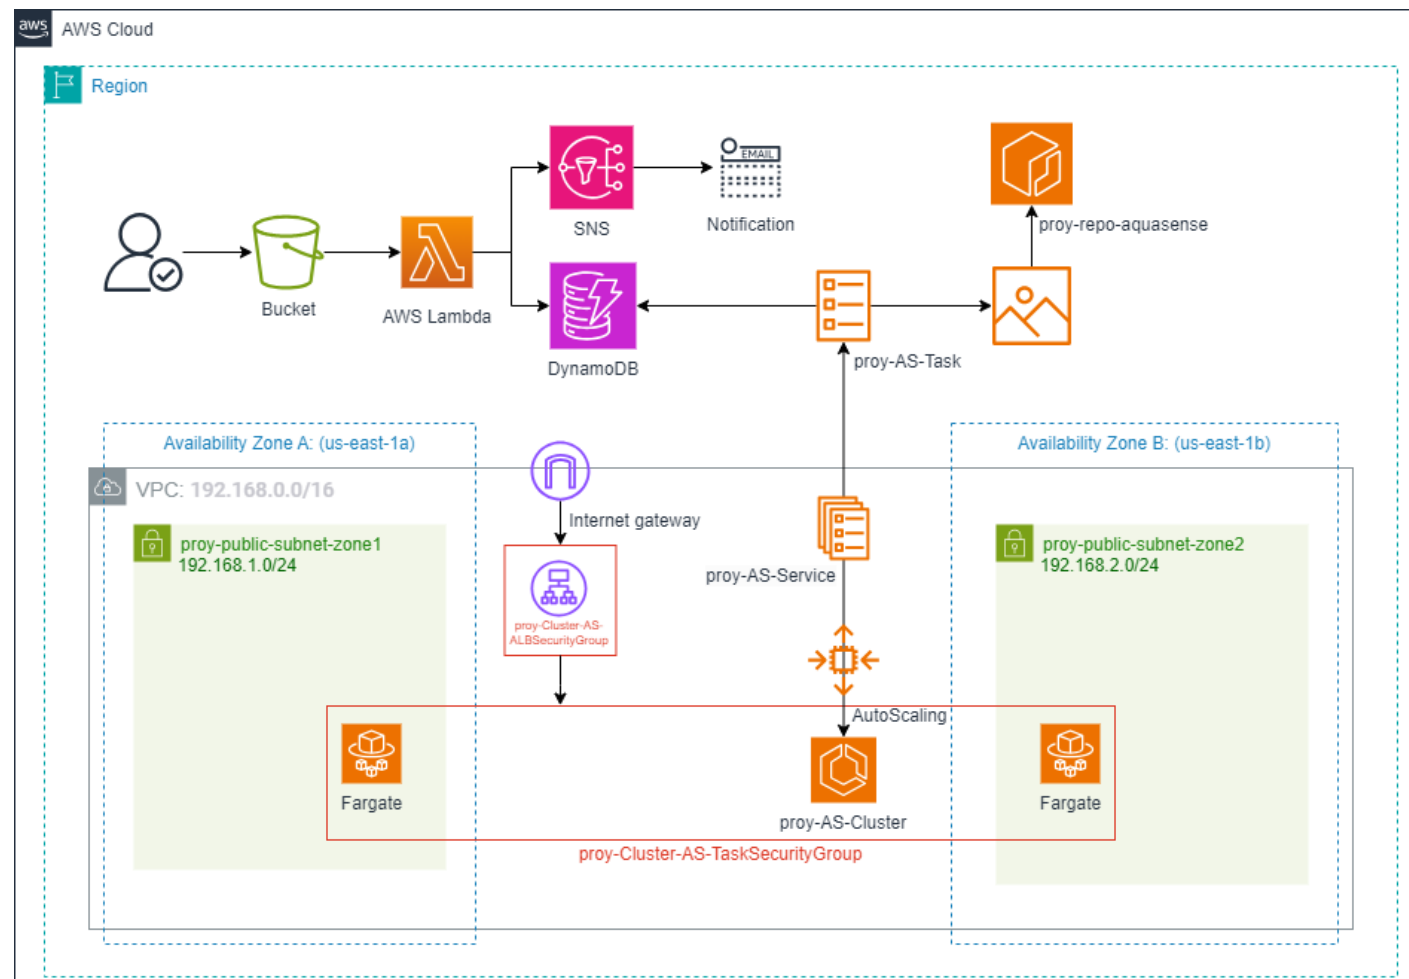 aws
AWS Cloud
Region
EMAIL
SNS
Notification
proy-repo-aquasense
Bucket
AWS Lambda
DynamoDB
proy-AS-Task
Availability Zone A: (us-east-1a)
Availability Zone B: (us-east-1b)
VPC: 192.168.0.0/16
Internet gateway
proy-public-subnet-zone1
192.168.1.0/24
proy-public-subnet-zone2
192.168.2.0/24
proy-AS-Service
proy-Cluster-AS-
ALBSecurityGroup
AutoScaling
Fargate
proy-AS-Cluster
Fargate
proy-Cluster-AS-TaskSecurityGroup